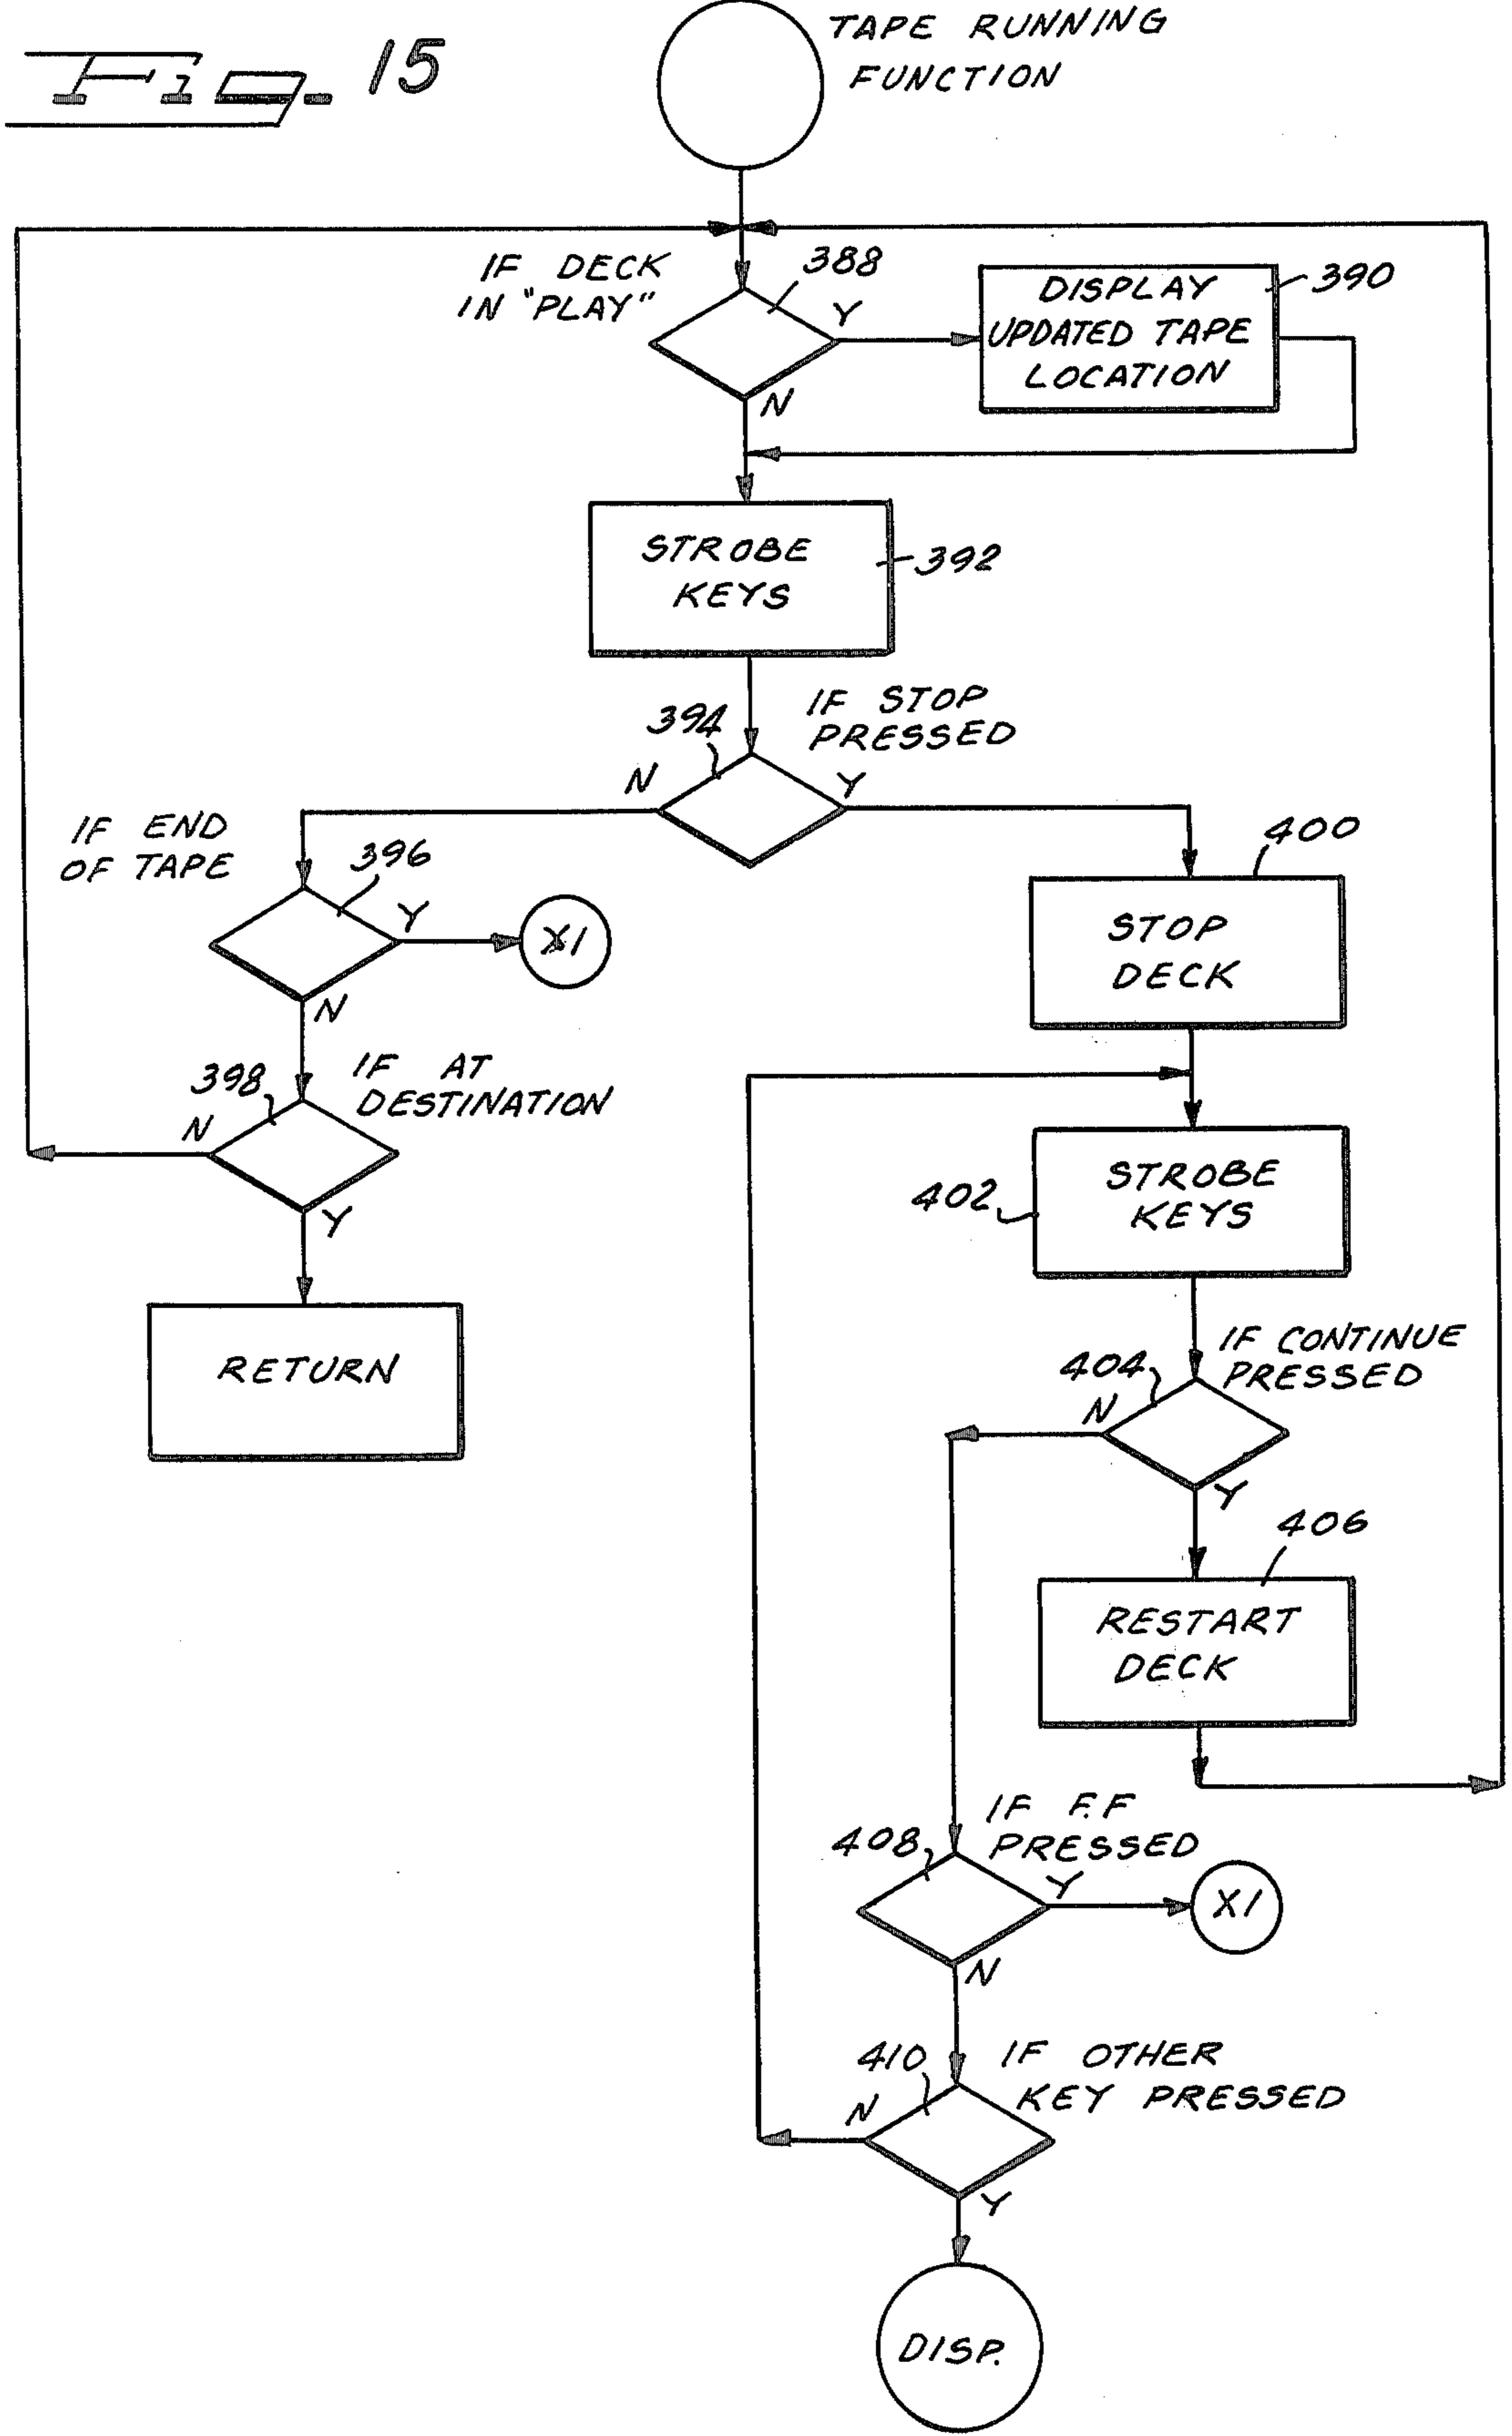 Fig. 15
TAPE RUNNING
FUNCTION
IF DECK
IN "PLAY"
388
Y
N
DISPLAY
UPDATED TAPE
LOCATION
390
STROBE
KEYS
392
IF STOP
PRESSED
394
N
Y
IF END
OF TAPE
396
Y
X1
N
400
STOP
DECK
398
IF AT
DESTINATION
N
Y
RETURN
402
STROBE
KEYS
IF CONTINUE
PRESSED
404
N
Y
406
RESTART
DECK
IF F.F
PRESSED
408
Y
X1
N
410
IF OTHER
KEY PRESSED
N
Y
DISP.